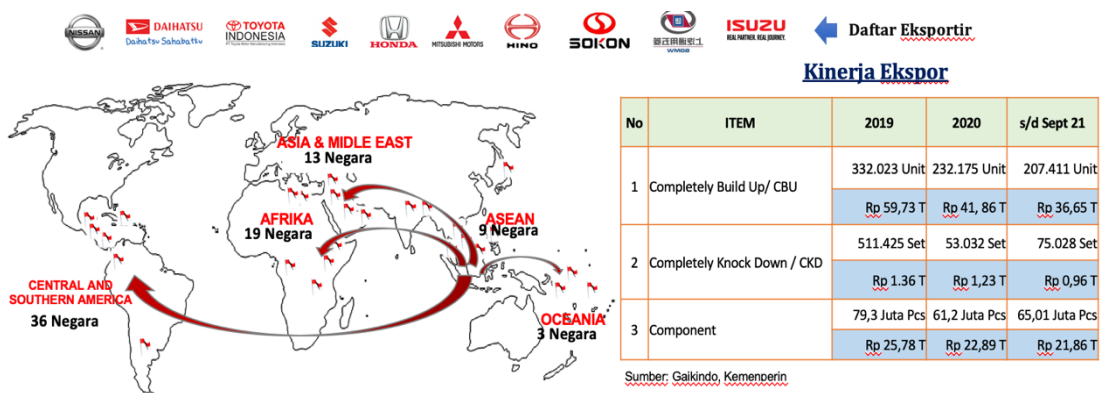 NISSAN
DAIHATSU
Daihatsu Sahabatku
TOYOTA
INDONESIA
SUZUKI
HONDA
MITSUBISHI MOTORS
HINO
SOKON
WMGB
ISUZU
REAL PARTNER. REAL JOURNEY.
Daftar Eksportir
Kinerja Ekspor
ASIA & MIDLE EAST
13 Negara
AFRIKA
19 Negara
ASEAN
9 Negara
CENTRAL AND
SOUTHERN AMERICA
36 Negara
OCEANIA
3 Negara
No ITEM 2019 2020 s/d Sept 21
1 Completely Build Up/ CBU 332.023 Unit 232.175 Unit 207.411 Unit
Rp 59,73 T Rp 41, 86 T Rp 36,65 T
2 Completely Knock Down / CKD 511.425 Set 53.032 Set 75.028 Set
Rp 1.36 T Rp 1,23 T Rp 0,96 T
3 Component 79,3 Juta Pcs 61,2 Juta Pcs 65,01 Juta Pcs
Rp 25,78 T Rp 22,89 T Rp 21,86 T
Sumber: Gaikindo, Kemenperin